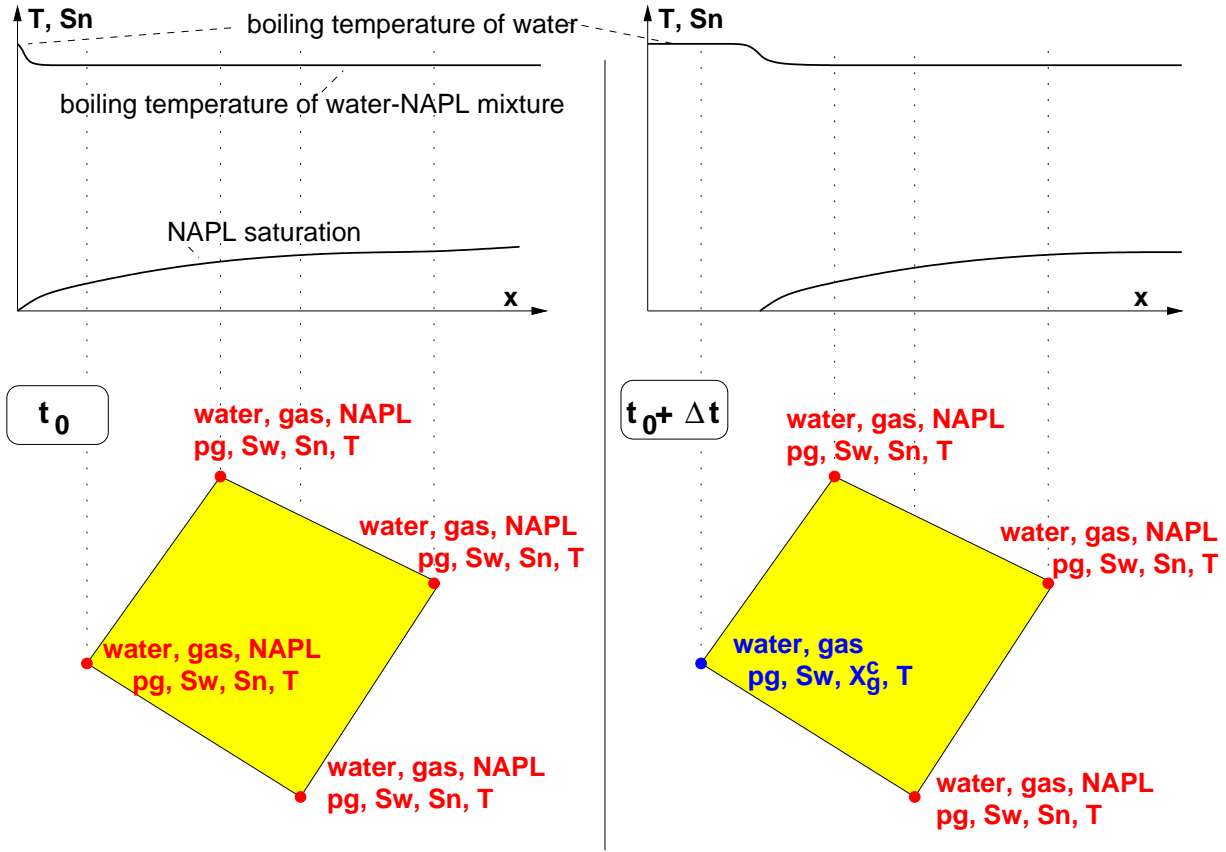 T, Sn
boiling temperature of water
boiling temperature of water-NAPL mixture
NAPL saturation
x
T, Sn
x
t0
water, gas, NAPL
pg, Sw, Sn, T
water, gas, NAPL
pg, Sw, Sn, T
water, gas, NAPL
pg, Sw, Sn, T
water, gas, NAPL
pg, Sw, Sn, T
t0+ Δt
water, gas, NAPL
pg, Sw, Sn, T
water, gas, NAPL
pg, Sw, Sn, T
water, gas
pg, Sw, X_g^c, T
water, gas, NAPL
pg, Sw, Sn, T